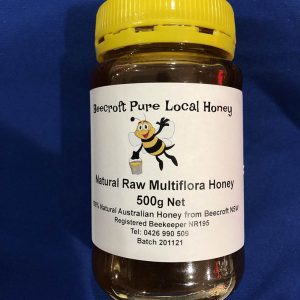 Beecroft Pure Local Honey
Natural Raw Multiflora Honey
500g Net
Natural Australian Honey from Beecroft NSW
Registered Beekeeper NR195
Tel: 0426 990 509
Batch 201121